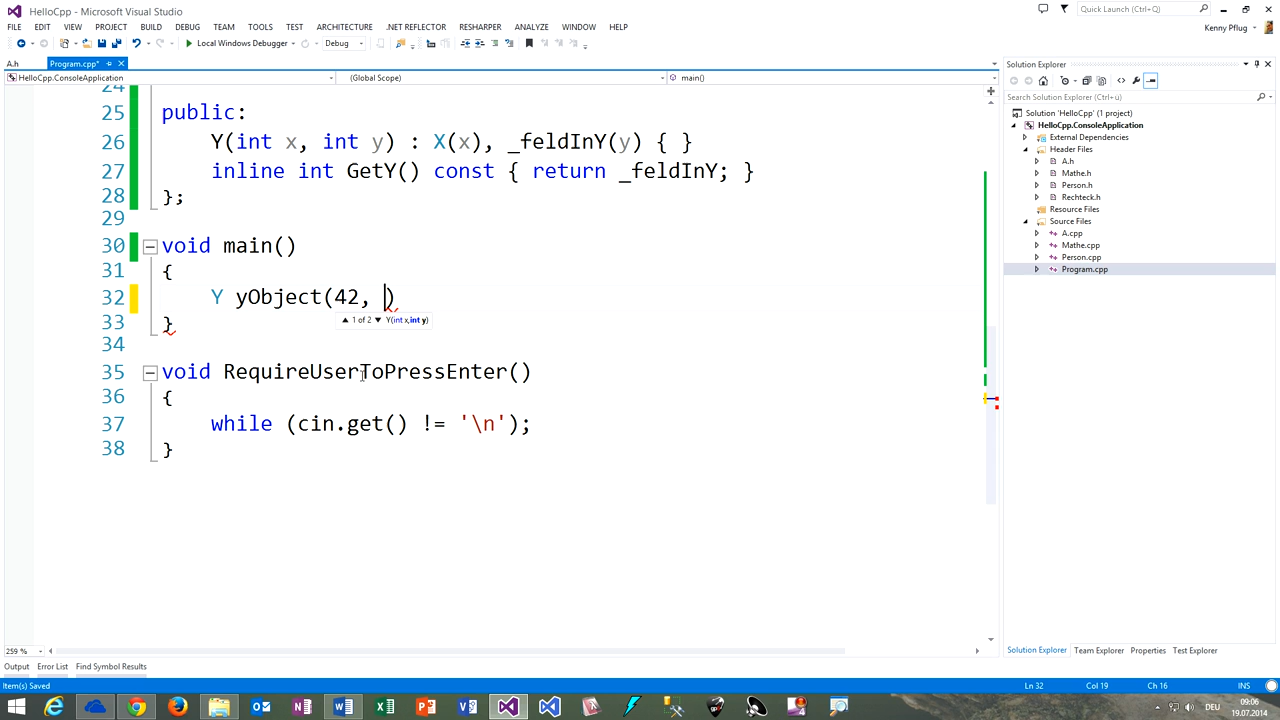 HelloCpp - Microsoft Visual Studio
Quick Launch (Ctrl+Q)
FILE EDIT VIEW PROJECT BUILD DEBUG TEAM TOOLS TEST ARCHITECTURE .NET REFLECTOR RESHARPER ANALYZE WINDOW HELP
Kenny Pflug
Local Windows Debugger
Debug
A.h
Program.cpp*
HelloCpp.ConsoleApplication
(Global Scope)
main()
24
25 public:
26 Y(int x, int y) : X(x), _feldInY(y) { }
27 inline int GetY() const { return _feldInY; }
28 };
29
30 void main()
31 {
32 Y yObject(42, )
1 of 2 Y(int x,int y)
33 }
34
35 void RequireUserToPressEnter()
36 {
37 while (cin.get() != '\n');
38 }
259 %
Output Error List Find Symbol Results
Solution Explorer
Search Solution Explorer (Ctrl+ü)
Solution 'HelloCpp' (1 project)
HelloCpp.ConsoleApplication
External Dependencies
Header Files
A.h
Mathe.h
Person.h
Rechteck.h
Resource Files
Source Files
A.cpp
Mathe.cpp
Person.cpp
Program.cpp
Solution Explorer Team Explorer Properties Test Explorer
Item(s) Saved
Ln 32 Col 19 Ch 16 INS
DEU
09:06
19.07.2014